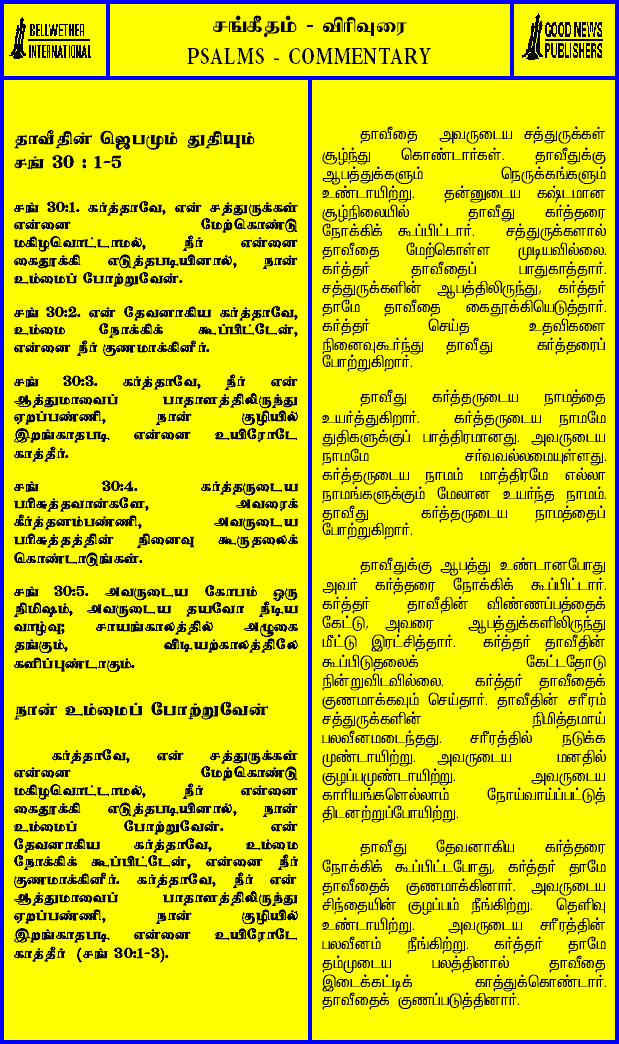 BELLWETHER
INTERNATIONAL
சங்கீதம் - விரிவுரை
PSALMS - COMMENTARY
GOOD NEWS
PUBLISHERS
தாவீதின் ஜெபமும் துதியும்
சங் 30 : 1-5
சங் 30:1. கர்த்தாவே, என் சத்துருக்கள்
என்னை மேற்கொண்டு
மகிழவொட்டாமல், நீர் என்னை
கைதூக்கி எடுத்தபடியினால், நான்
உம்மைப் போற்றுவேன்.
சங் 30:2. என் தேவனாகிய கர்த்தாவே,
உம்மை நோக்கிக் கூப்பிட்டேன்,
என்னை நீர் குணமாக்கினீர்.
சங் 30:3. கர்த்தாவே, நீர் என்
ஆத்துமாவைப் பாதாளத்திலிருந்து
ஏறப்பண்ணி, நான் குழியில்
இறங்காதபடி என்னை உயிரோடே
காத்தீர்.
சங் 30:4. கர்த்தருடைய
பரிசுத்தவான்களே, அவரைக்
கீர்த்தனம்பண்ணி, அவருடைய
பரிசுத்தத்தின் நினைவு கூருதலைக்
கொண்டாடுங்கள்.
சங் 30:5. அவருடைய கோபம் ஒரு
நிமிஷம், அவருடைய தயவோ நீடிய
வாழ்வு; சாயங்காலத்தில் அழுகை
தங்கும், விடியற்காலத்திலே
களிப்புண்டாகும்.
நான் உம்மைப் போற்றுவேன்
கர்த்தாவே, என் சத்துருக்கள்
என்னை மேற்கொண்டு
மகிழவொட்டாமல், நீர் என்னை
கைதூக்கி எடுத்தபடியினால், நான்
உம்மைப் போற்றுவேன். என்
தேவனாகிய கர்த்தாவே, உம்மை
நோக்கிக் கூப்பிட்டேன், என்னை நீர்
குணமாக்கினீர். கர்த்தாவே, நீர் என்
ஆத்துமாவைப் பாதாளத்திலிருந்து
ஏறப்பண்ணி, நான் குழியில்
இறங்காதபடி என்னை உயிரோடே
காத்தீர் (சங் 30:1-3).
தாவீதை அவருடைய சத்துருக்கள்
சூழ்ந்து கொண்டார்கள். தாவீதுக்கு
ஆபத்துக்களும் நெருக்கங்களும்
உண்டாயிற்று. தன்னுடைய கஷ்டமான
சூழ்நிலையில் தாவீது கர்த்தரை
நோக்கிக் கூப்பிட்டார். சத்துருக்களால்
தாவீதை மேற்கொள்ள முடியவில்லை.
கர்த்தர் தாவீதைப் பாதுகாத்தார்.
சத்துருக்களின் ஆபத்திலிருந்து, கர்த்தர்
தாமே தாவீதை கைதூக்கியெடுத்தார்.
கர்த்தர் செய்த உதவிகளை
நினைவுகூர்ந்து தாவீது கர்த்தரைப்
போற்றுகிறார்.
தாவீது கர்த்தருடைய நாமத்தை
உயர்த்துகிறார். கர்த்தருடைய நாமமே
துதிகளுக்குப் பாத்திரமானது. அவருடைய
நாமமே சர்வவல்லமையுள்ளது.
கர்த்தருடைய நாமம் மாத்திரமே எல்லா
நாமங்களுக்கும் மேலான உயர்ந்த நாமம்.
தாவீது கர்த்தருடைய நாமத்தைப்
போற்றுகிறார்.
தாவீதுக்கு ஆபத்து உண்டானபோது
அவர் கர்த்தரை நோக்கிக் கூப்பிட்டார்.
கர்த்தர் தாவீதின் விண்ணப்பத்தைக்
கேட்டு, அவரை ஆபத்துக்களிலிருந்து
மீட்டு இரட்சித்தார். கர்த்தர் தாவீதின்
கூப்பிடுதலைக் கேட்டதோடு
நின்றுவிடவில்லை. கர்த்தர் தாவீதைக்
குணமாக்கவும் செய்தார். தாவீதின் சரீரம்
சத்துருக்களின் நிமித்தமாய்
பலவீனமடைந்தது. சரீரத்தில் நடுக்க
முண்டாயிற்று. அவருடைய மனதில்
குழப்பமுண்டாயிற்று. அவருடைய
காரியங்களெல்லாம் நோய்வாய்ப்பட்டுத்
திடனற்றுப்போயிற்று.
தாவீது தேவனாகிய கர்த்தரை
நோக்கிக் கூப்பிட்டபோது, கர்த்தர் தாமே
தாவீதைக் குணமாக்கினார். அவருடைய
சிந்தையின் குழப்பம் நீங்கிற்று. தெளிவு
உண்டாயிற்று. அவருடைய சரீரத்தின்
பலவீனம் நீங்கிற்று. கர்த்தர் தாமே
தம்முடைய பலத்தினால் தாவீதை
இடைக்கட்டிக் காத்துக்கொண்டார்.
தாவீதைக் குணப்படுத்தினார்.